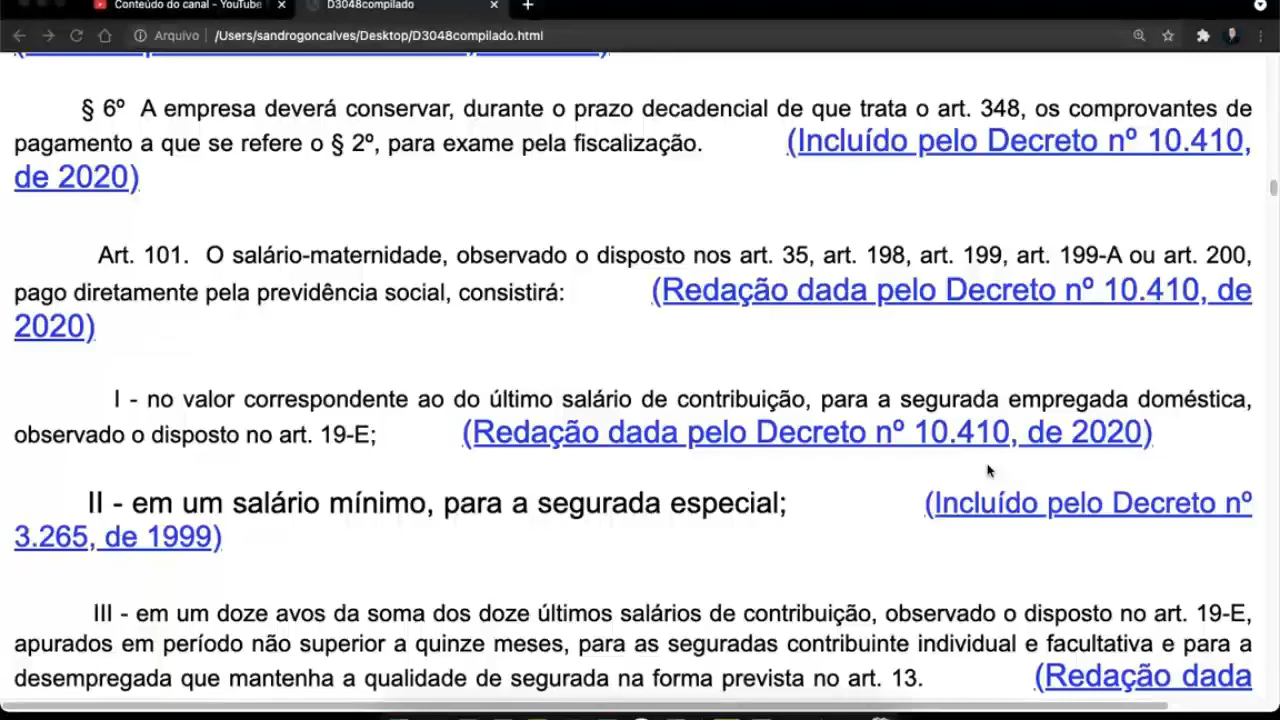 Conteúdo do canal - YouTube
D3048compilado
Arquivo /Users/sandrogoncalves/Desktop/D3048compilado.html
§ 6º A empresa deverá conservar, durante o prazo decadencial de que trata o art. 348, os comprovantes de
pagamento a que se refere o § 2º, para exame pela fiscalização. (Incluído pelo Decreto nº 10.410,
de 2020)
Art. 101. O salário-maternidade, observado o disposto nos art. 35, art. 198, art. 199, art. 199-A ou art. 200,
pago diretamente pela previdência social, consistirá: (Redação dada pelo Decreto nº 10.410, de
2020)
I - no valor correspondente ao do último salário de contribuição, para a segurada empregada doméstica,
observado o disposto no art. 19-E; (Redação dada pelo Decreto nº 10.410, de 2020)
II - em um salário mínimo, para a segurada especial; (Incluído pelo Decreto nº
3.265, de 1999)
III - em um doze avos da soma dos doze últimos salários de contribuição, observado o disposto no art. 19-E,
apurados em período não superior a quinze meses, para as seguradas contribuinte individual e facultativa e para a
desempregada que mantenha a qualidade de segurada na forma prevista no art. 13. (Redação dada